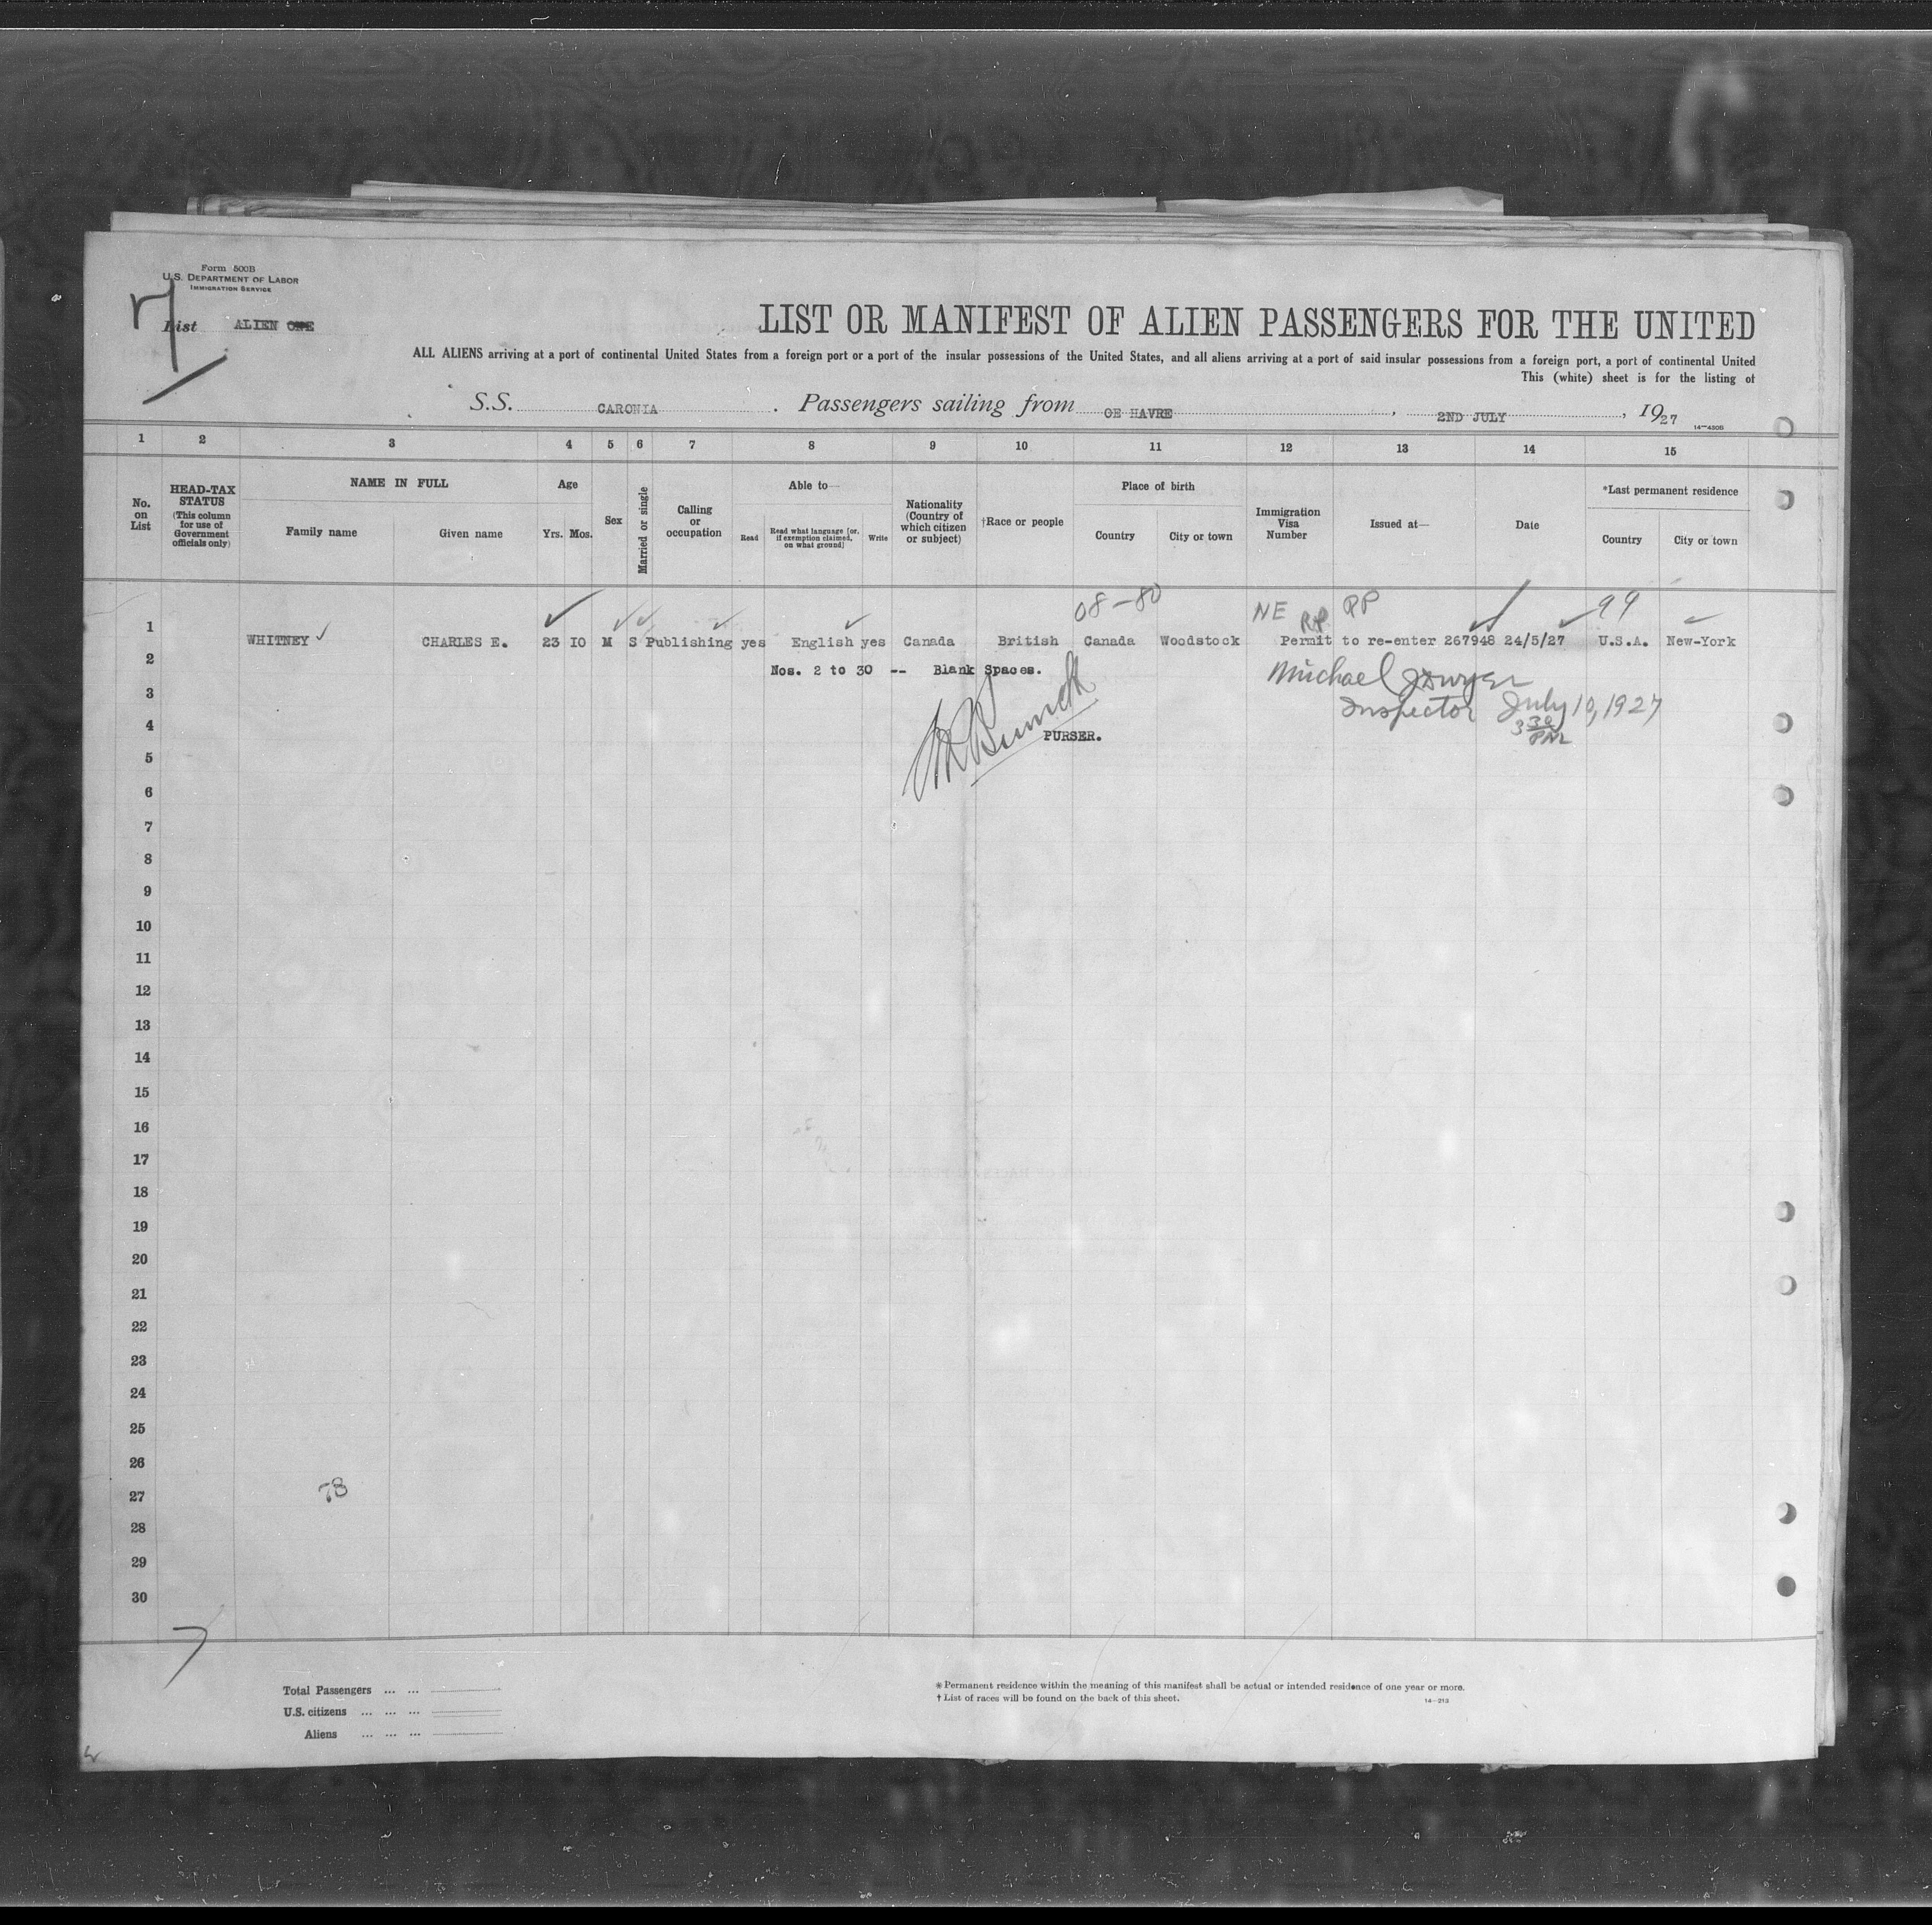 Form 500B
U.S. DEPARTMENT OF LABOR
IMMIGRATION SERVICE
7
List ALIEN ONE
LIST OR MANIFEST OF ALIEN PASSENGERS FOR THE UNITED
ALL ALIENS arriving at a port of continental United States from a foreign port or a port of the insular possessions of the United States, and all aliens arriving at a port of said insular possessions from a foreign port, a port of continental United
This (white) sheet is for the listing of
S.S. CARONIA . Passengers sailing from HAVRE , 2ND JULY , 1927
14-450B
1 2 3 4 5 6 7 8 9 10 11 12 13 14 15
No. on List
HEAD-TAX STATUS
(This column for use of Government officials only)
NAME IN FULL
Family name Given name
Age
Yrs. Mos.
Sex
Married or single
Calling or occupation
Able to—
Read Read what language [or, if exemption claimed, on what ground] Write
Nationality (Country of which citizen or subject)
†Race or people
Place of birth
Country City or town
Immigration Visa Number
Issued at—
Date
*Last permanent residence
Country City or town
08-80 NE RP RP 99
1 WHITNEY CHARLES E. 23 10 M S Publishing yes English yes Canada British Canada Woodstock Permit to re-enter 267948 24/5/27 U.S.A. New-York
2 Nos. 2 to 30 -- Blank Spaces. Michael J Dwyer
3 Inspector July 10, 1927
3 30 PM
4 PURSER.
5
6
7
8
9
10
11
12
13
14
15
16
17
18
19
20
21
22
23
24
25
26
27 78
28
29
30
7
Total Passengers ... ...
U.S. citizens ... ... ...
Aliens ... ... ...
* Permanent residence within the meaning of this manifest shall be actual or intended residence of one year or more.
† List of races will be found on the back of this sheet.
14-213